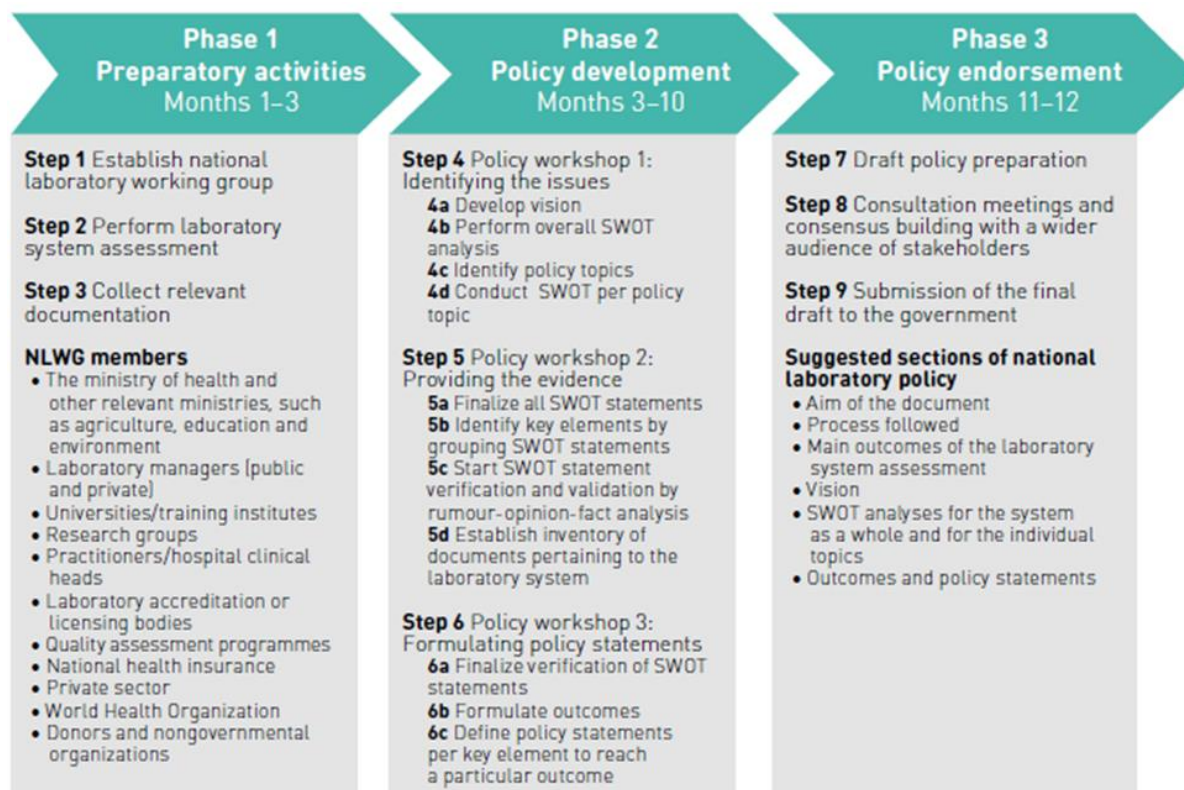 Phase 1
Preparatory activities
Months 1–3
Step 1 Establish national
laboratory working group
Step 2 Perform laboratory
system assessment
Step 3 Collect relevant
documentation
NLWG members
• The ministry of health and
other relevant ministries, such
as agriculture, education and
environment
• Laboratory managers (public
and private)
• Universities/training institutes
• Research groups
• Practitioners/hospital clinical
heads
• Laboratory accreditation or
licensing bodies
• Quality assessment programmes
• National health insurance
• Private sector
• World Health Organization
• Donors and nongovernmental
organizations
Phase 2
Policy development
Months 3–10
Step 4 Policy workshop 1:
Identifying the issues
4a Develop vision
4b Perform overall SWOT
analysis
4c Identify policy topics
4d Conduct SWOT per policy
topic
Step 5 Policy workshop 2:
Providing the evidence
5a Finalize all SWOT statements
5b Identify key elements by
grouping SWOT statements
5c Start SWOT statement
verification and validation by
rumour-opinion-fact analysis
5d Establish inventory of
documents pertaining to the
laboratory system
Step 6 Policy workshop 3:
Formulating policy statements
6a Finalize verification of SWOT
statements
6b Formulate outcomes
6c Define policy statements
per key element to reach
a particular outcome
Phase 3
Policy endorsement
Months 11–12
Step 7 Draft policy preparation
Step 8 Consultation meetings and
consensus building with a wider
audience of stakeholders
Step 9 Submission of the final
draft to the government
Suggested sections of national
laboratory policy
• Aim of the document
• Process followed
• Main outcomes of the laboratory
system assessment
• Vision
• SWOT analyses for the system
as a whole and for the individual
topics
• Outcomes and policy statements